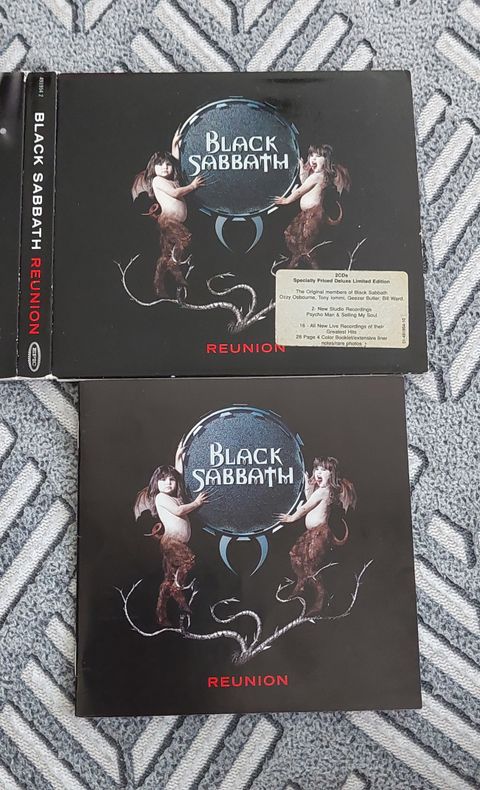 491954 2
BLACK SABBATH REUNION
epic
BLACK
SABBATH
2CDs
Specially Priced Deluxe Limited Edition
The Original members of Black Sabbath
Ozzy Osbourne, Tony Iommi, Geezer Butler, Bill Ward.
2- New Studio Recordings
Psycho Man & Selling My Soul
16 - All New Live Recordings of their
Greatest Hits
28 Page 4 Color Booklet/extensive liner
notes/rare photos
REUNION
BLACK
SABBATH
REUNION